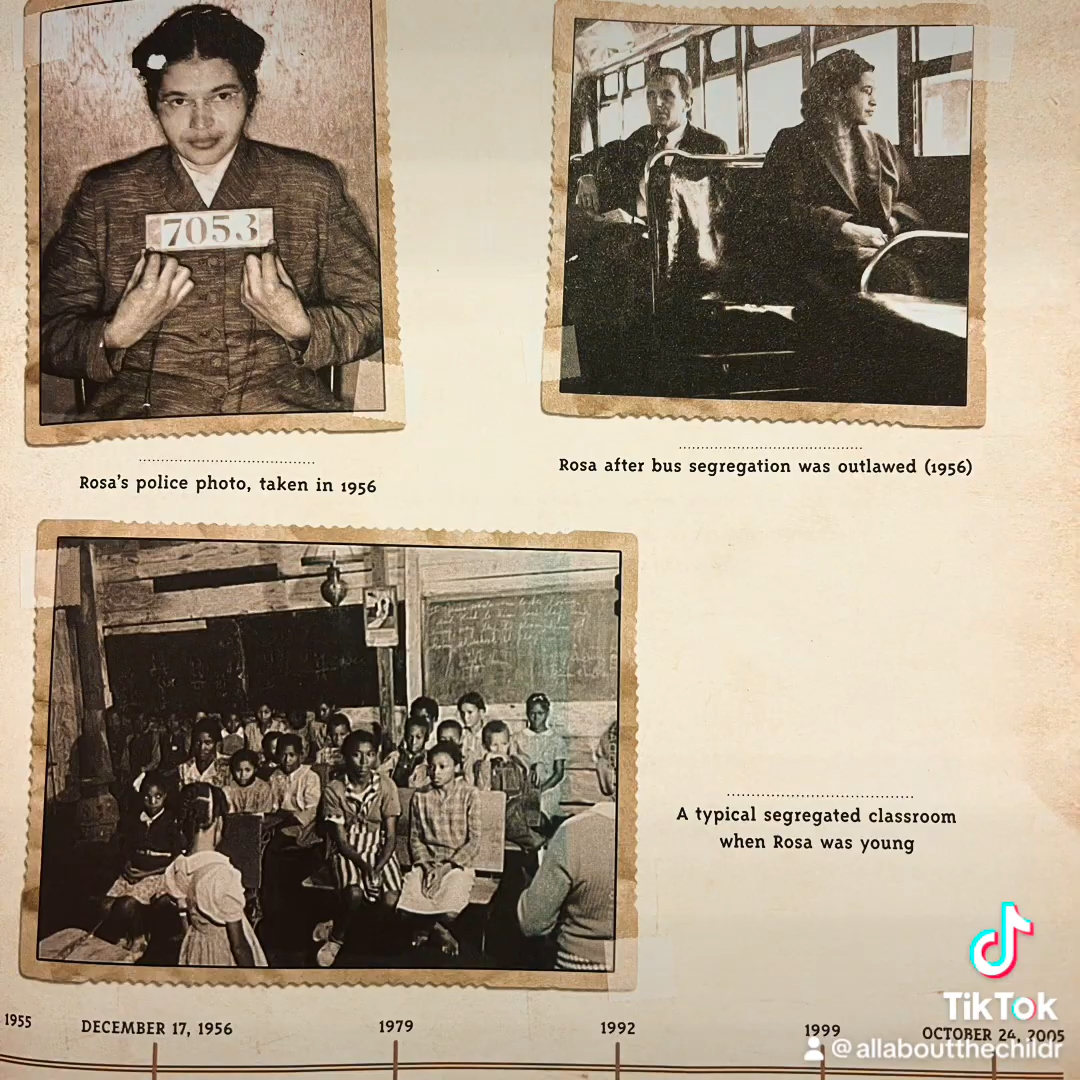 7053
Rosa's police photo, taken in 1956
Rosa after bus segregation was outlawed (1956)
A typical segregated classroom
when Rosa was young
1955
DECEMBER 17, 1956
1979
1992
1999
OCTOBER 24, 2005
TikTok
@allaboutthechildr